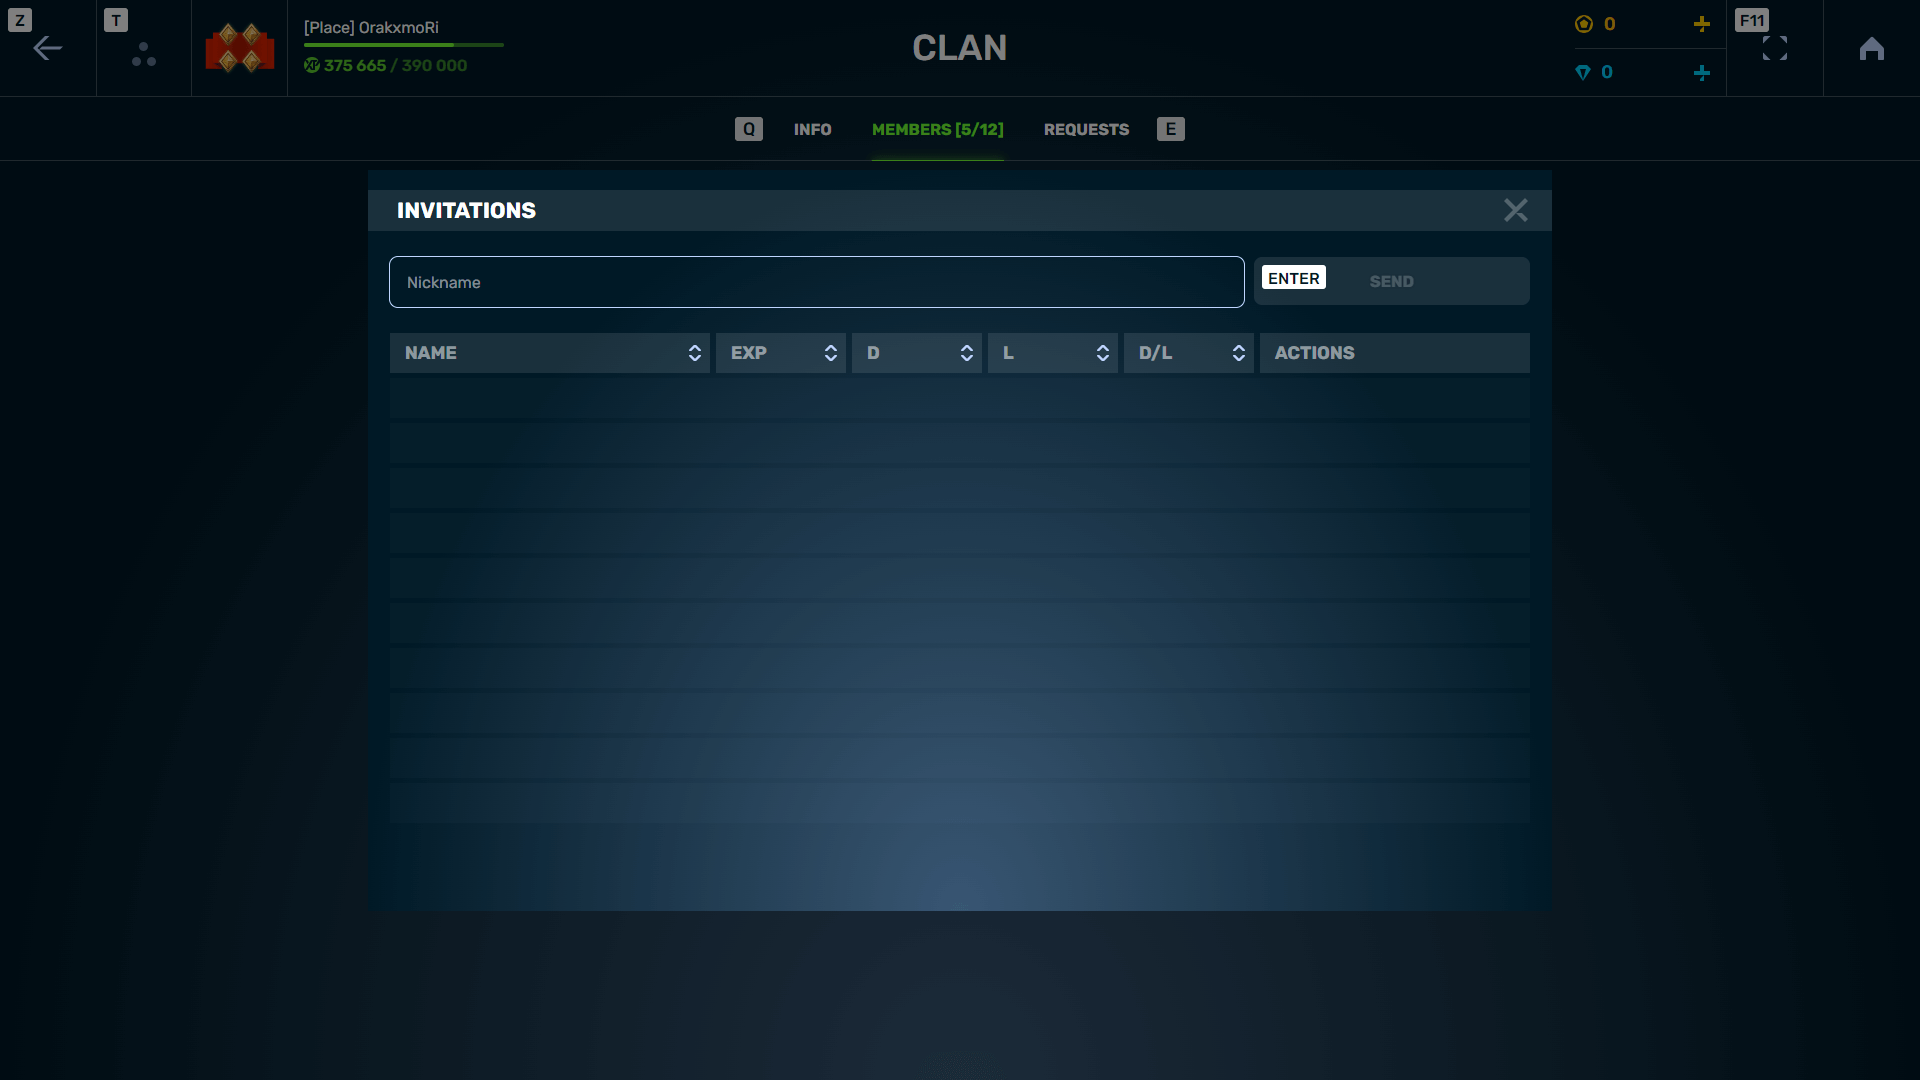 Z
T
[Place] OrakxmoRi
XP 375 665 / 390 000
CLAN
0
0
F11
Q
INFO
MEMBERS [5/12]
REQUESTS
E
INVITATIONS
Nickname
ENTER
SEND
NAME
EXP
D
L
D/L
ACTIONS